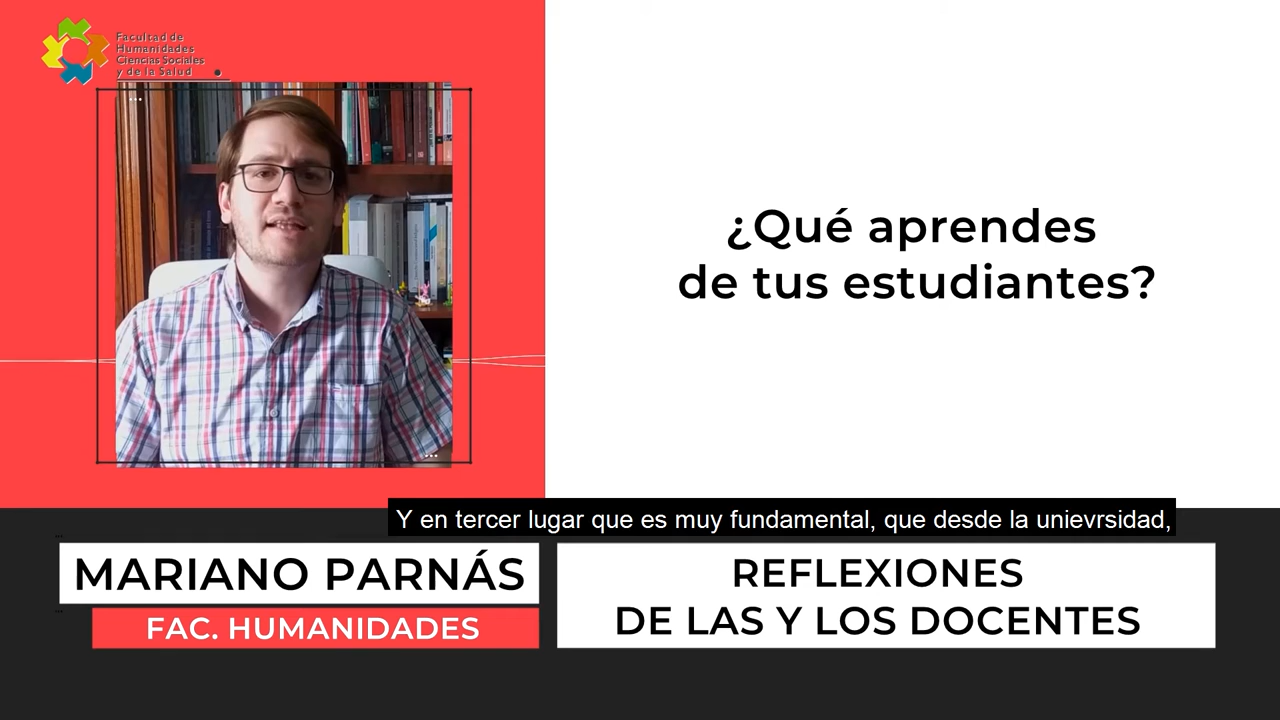 Facultad de
Humanidades
Ciencias Sociales
y de la Salud
¿Qué aprendes
de tus estudiantes?
Y en tercer lugar que es muy fundamental, que desde la unievrsidad,
MARIANO PARNÁS
FAC. HUMANIDADES
REFLEXIONES
DE LAS Y LOS DOCENTES